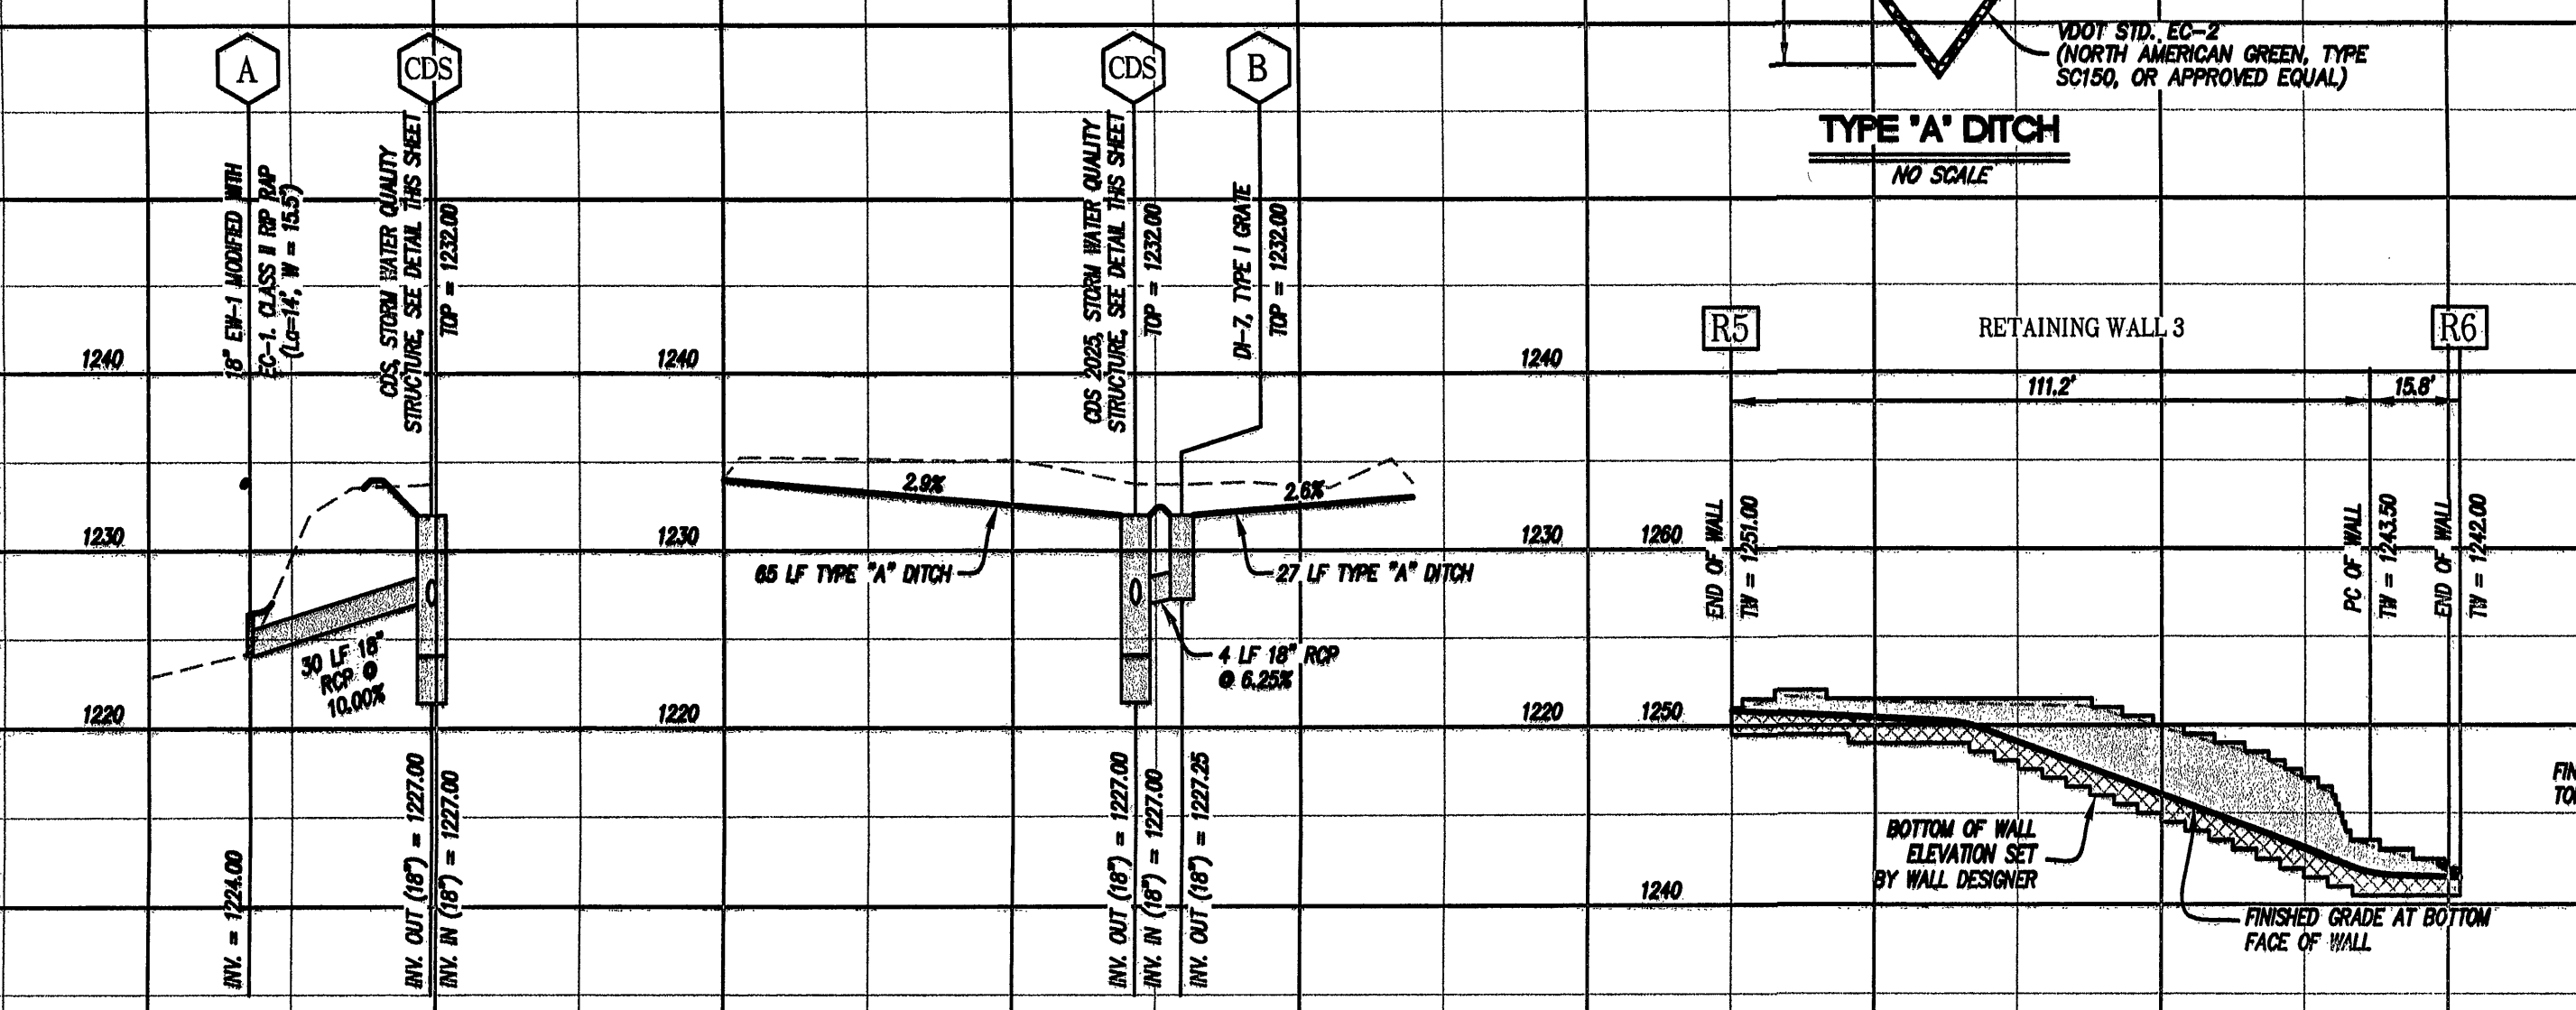 A
CDS
CDS
B
VDOT STD. EC-2
(NORTH AMERICAN GREEN, TYPE
SC150, OR APPROVED EQUAL)
TYPE "A" DITCH
NO SCALE
18" EW-1 MODIFIED WITH
EC-1. CLASS II RIP RAP
(La=14', W = 15.5')
CDS, STORM WATER QUALITY
STRUCTURE, SEE DETAIL THIS SHEET
TOP = 1232.00
CDS 2025, STORM WATER QUALITY
STRUCTURE, SEE DETAIL THIS SHEET
TOP = 1232.00
DI-7, TYPE I GRATE
TOP = 1232.00
R5
RETAINING WALL 3
R6
111.2'
15.8'
1240
1240
1240
2.9%
2.6%
1230
1230
1230
1260
65 LF TYPE "A" DITCH
27 LF TYPE "A" DITCH
END OF WALL
TW = 1251.00
PC OF WALL
TW = 1243.50
END OF WALL
TW = 1242.00
30 LF 18"
RCP @
10.00%
4 LF 18" RCP
@ 6.25%
1220
1220
1220
1250
INV. = 1224.00
INV. OUT (18") = 1227.00
INV. IN (18") = 1227.00
INV. OUT (18") = 1227.00
INV. IN (18") = 1227.00
INV. OUT (18") = 1227.25
BOTTOM OF WALL
ELEVATION SET
BY WALL DESIGNER
1240
FINISHED GRADE AT BOTTOM
FACE OF WALL